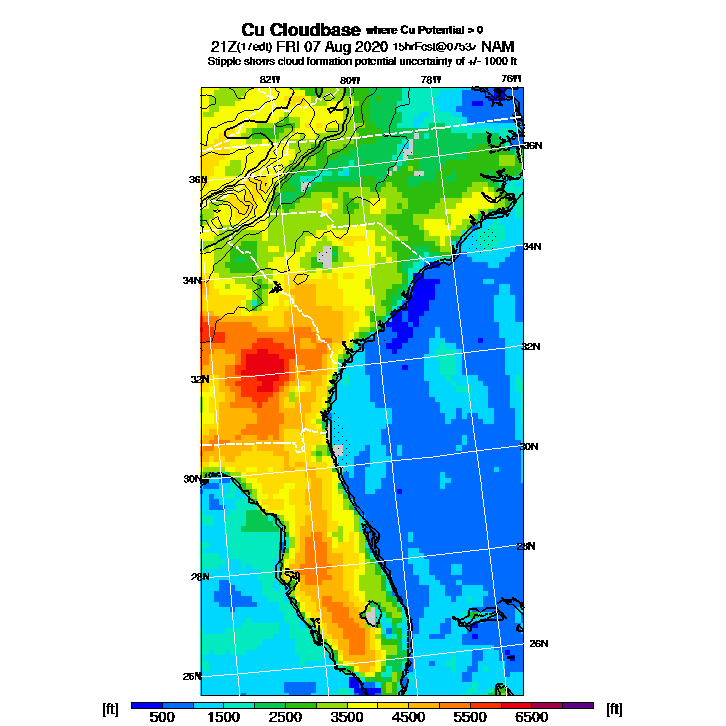 Cu Cloudbase where Cu Potential > 0
21Z(17edt) FRI 07 Aug 2020 15hrFcst@0753z NAM
Stipple shows cloud formation potential uncertainty of +/- 1000 ft
82W 80W 78W 76W
36N
36N
34N
34N
32N
32N
30N
30N
28N
28N
26N
26N
[ft] 500 1500 2500 3500 4500 5500 6500 [ft]